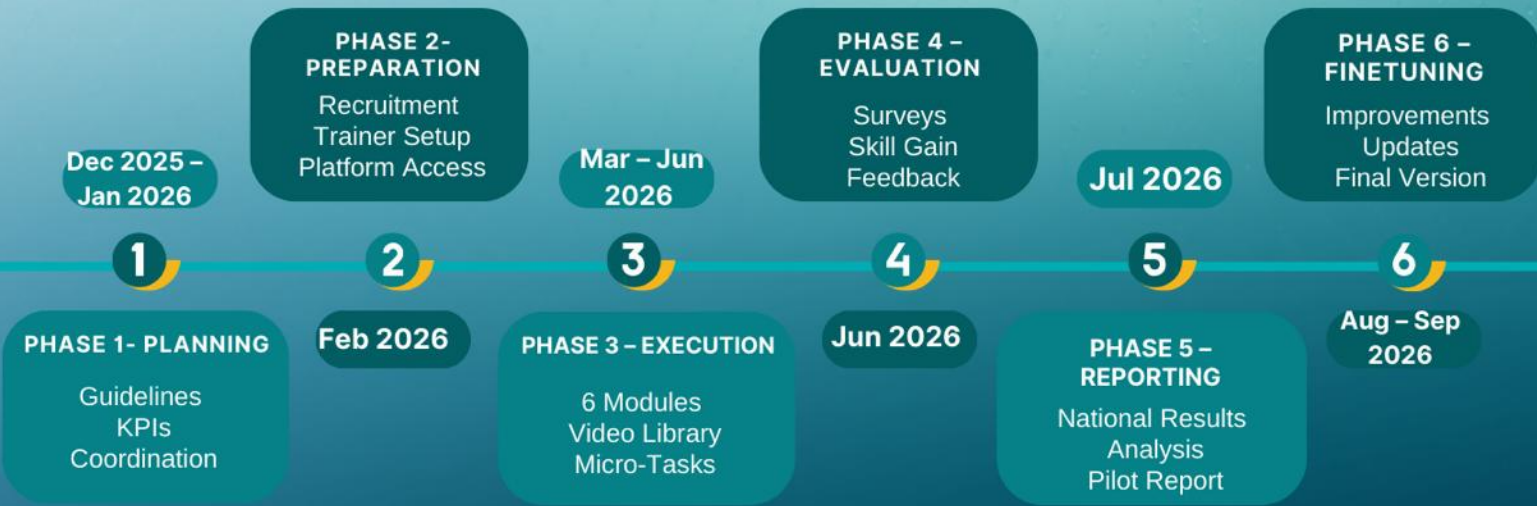 Dec 2025 –
Jan 2026
1
PHASE 1- PLANNING
Guidelines
KPIs
Coordination
PHASE 2-
PREPARATION
Recruitment
Trainer Setup
Platform Access
2
Feb 2026
Mar – Jun
2026
3
PHASE 3 – EXECUTION
6 Modules
Video Library
Micro-Tasks
PHASE 4 –
EVALUATION
Surveys
Skill Gain
Feedback
4
Jun 2026
Jul 2026
5
PHASE 5 –
REPORTING
National Results
Analysis
Pilot Report
PHASE 6 –
FINETUNING
Improvements
Updates
Final Version
6
Aug – Sep
2026